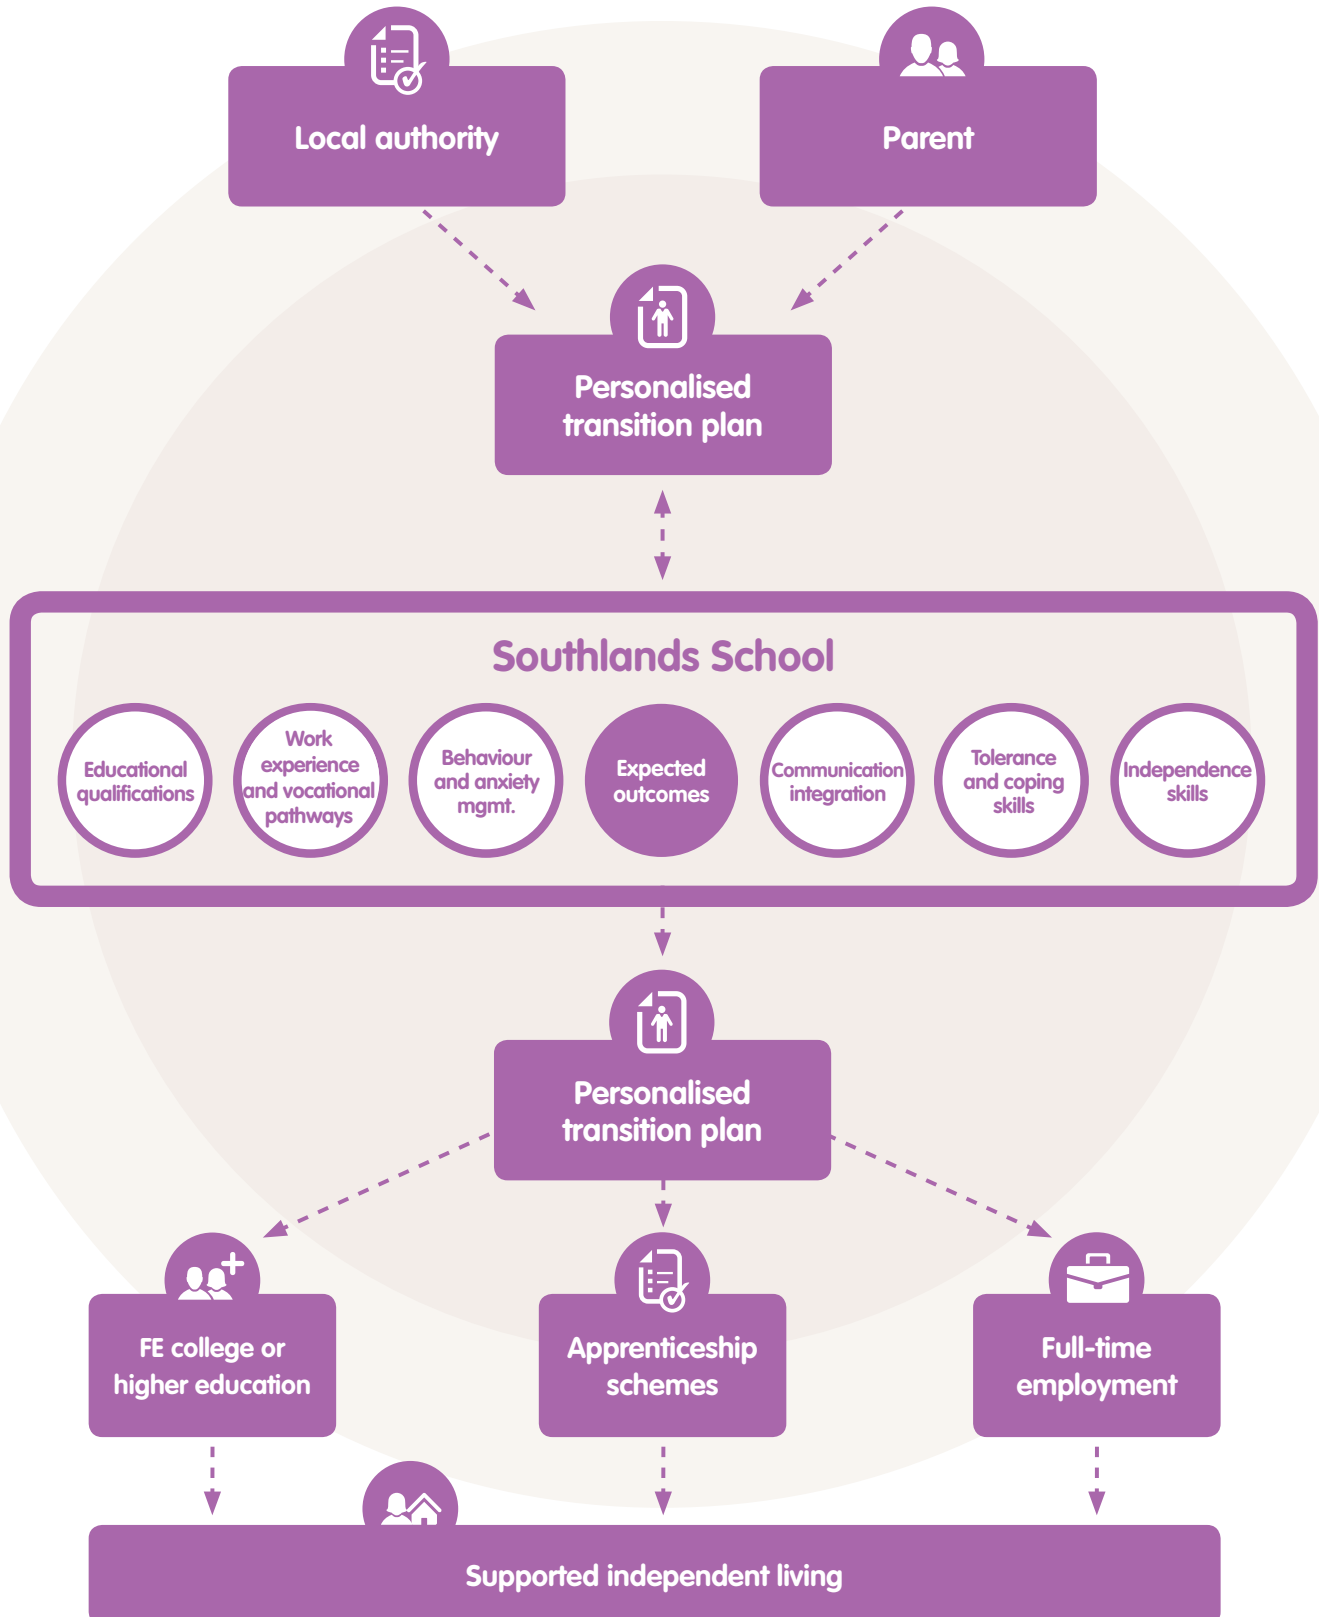 Local authority
Parent
Personalised
transition plan
Southlands School
Educational
qualifications
Work
experience
and vocational
pathways
Behaviour
and anxiety
mgmt.
Expected
outcomes
Communication
integration
Tolerance
and coping
skills
Independence
skills
Personalised
transition plan
FE college or
higher education
Apprenticeship
schemes
Full-time
employment
Supported independent living